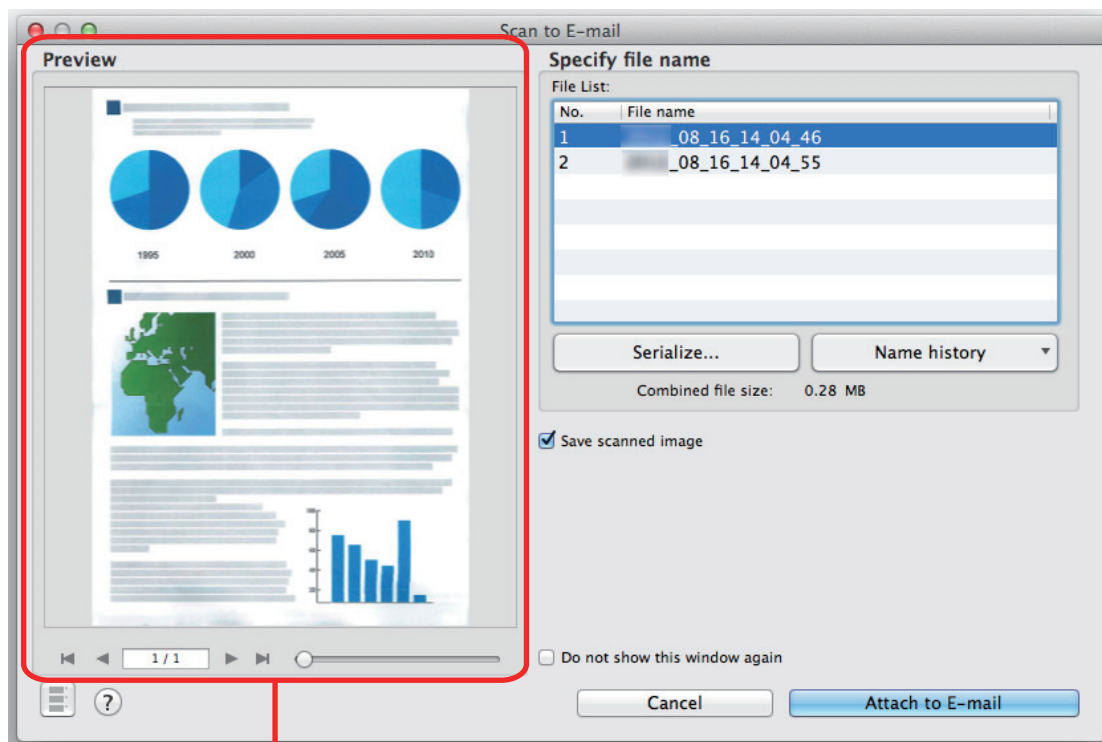 Scan to E-mail
Preview
1995 2000 2005 2010
1 / 1
?
Specify file name
File List:
No. File name
1 _08_16_14_04_46
2 _08_16_14_04_55
Serialize... Name history
Combined file size: 0.28 MB
Save scanned image
Do not show this window again
Cancel Attach to E-mail